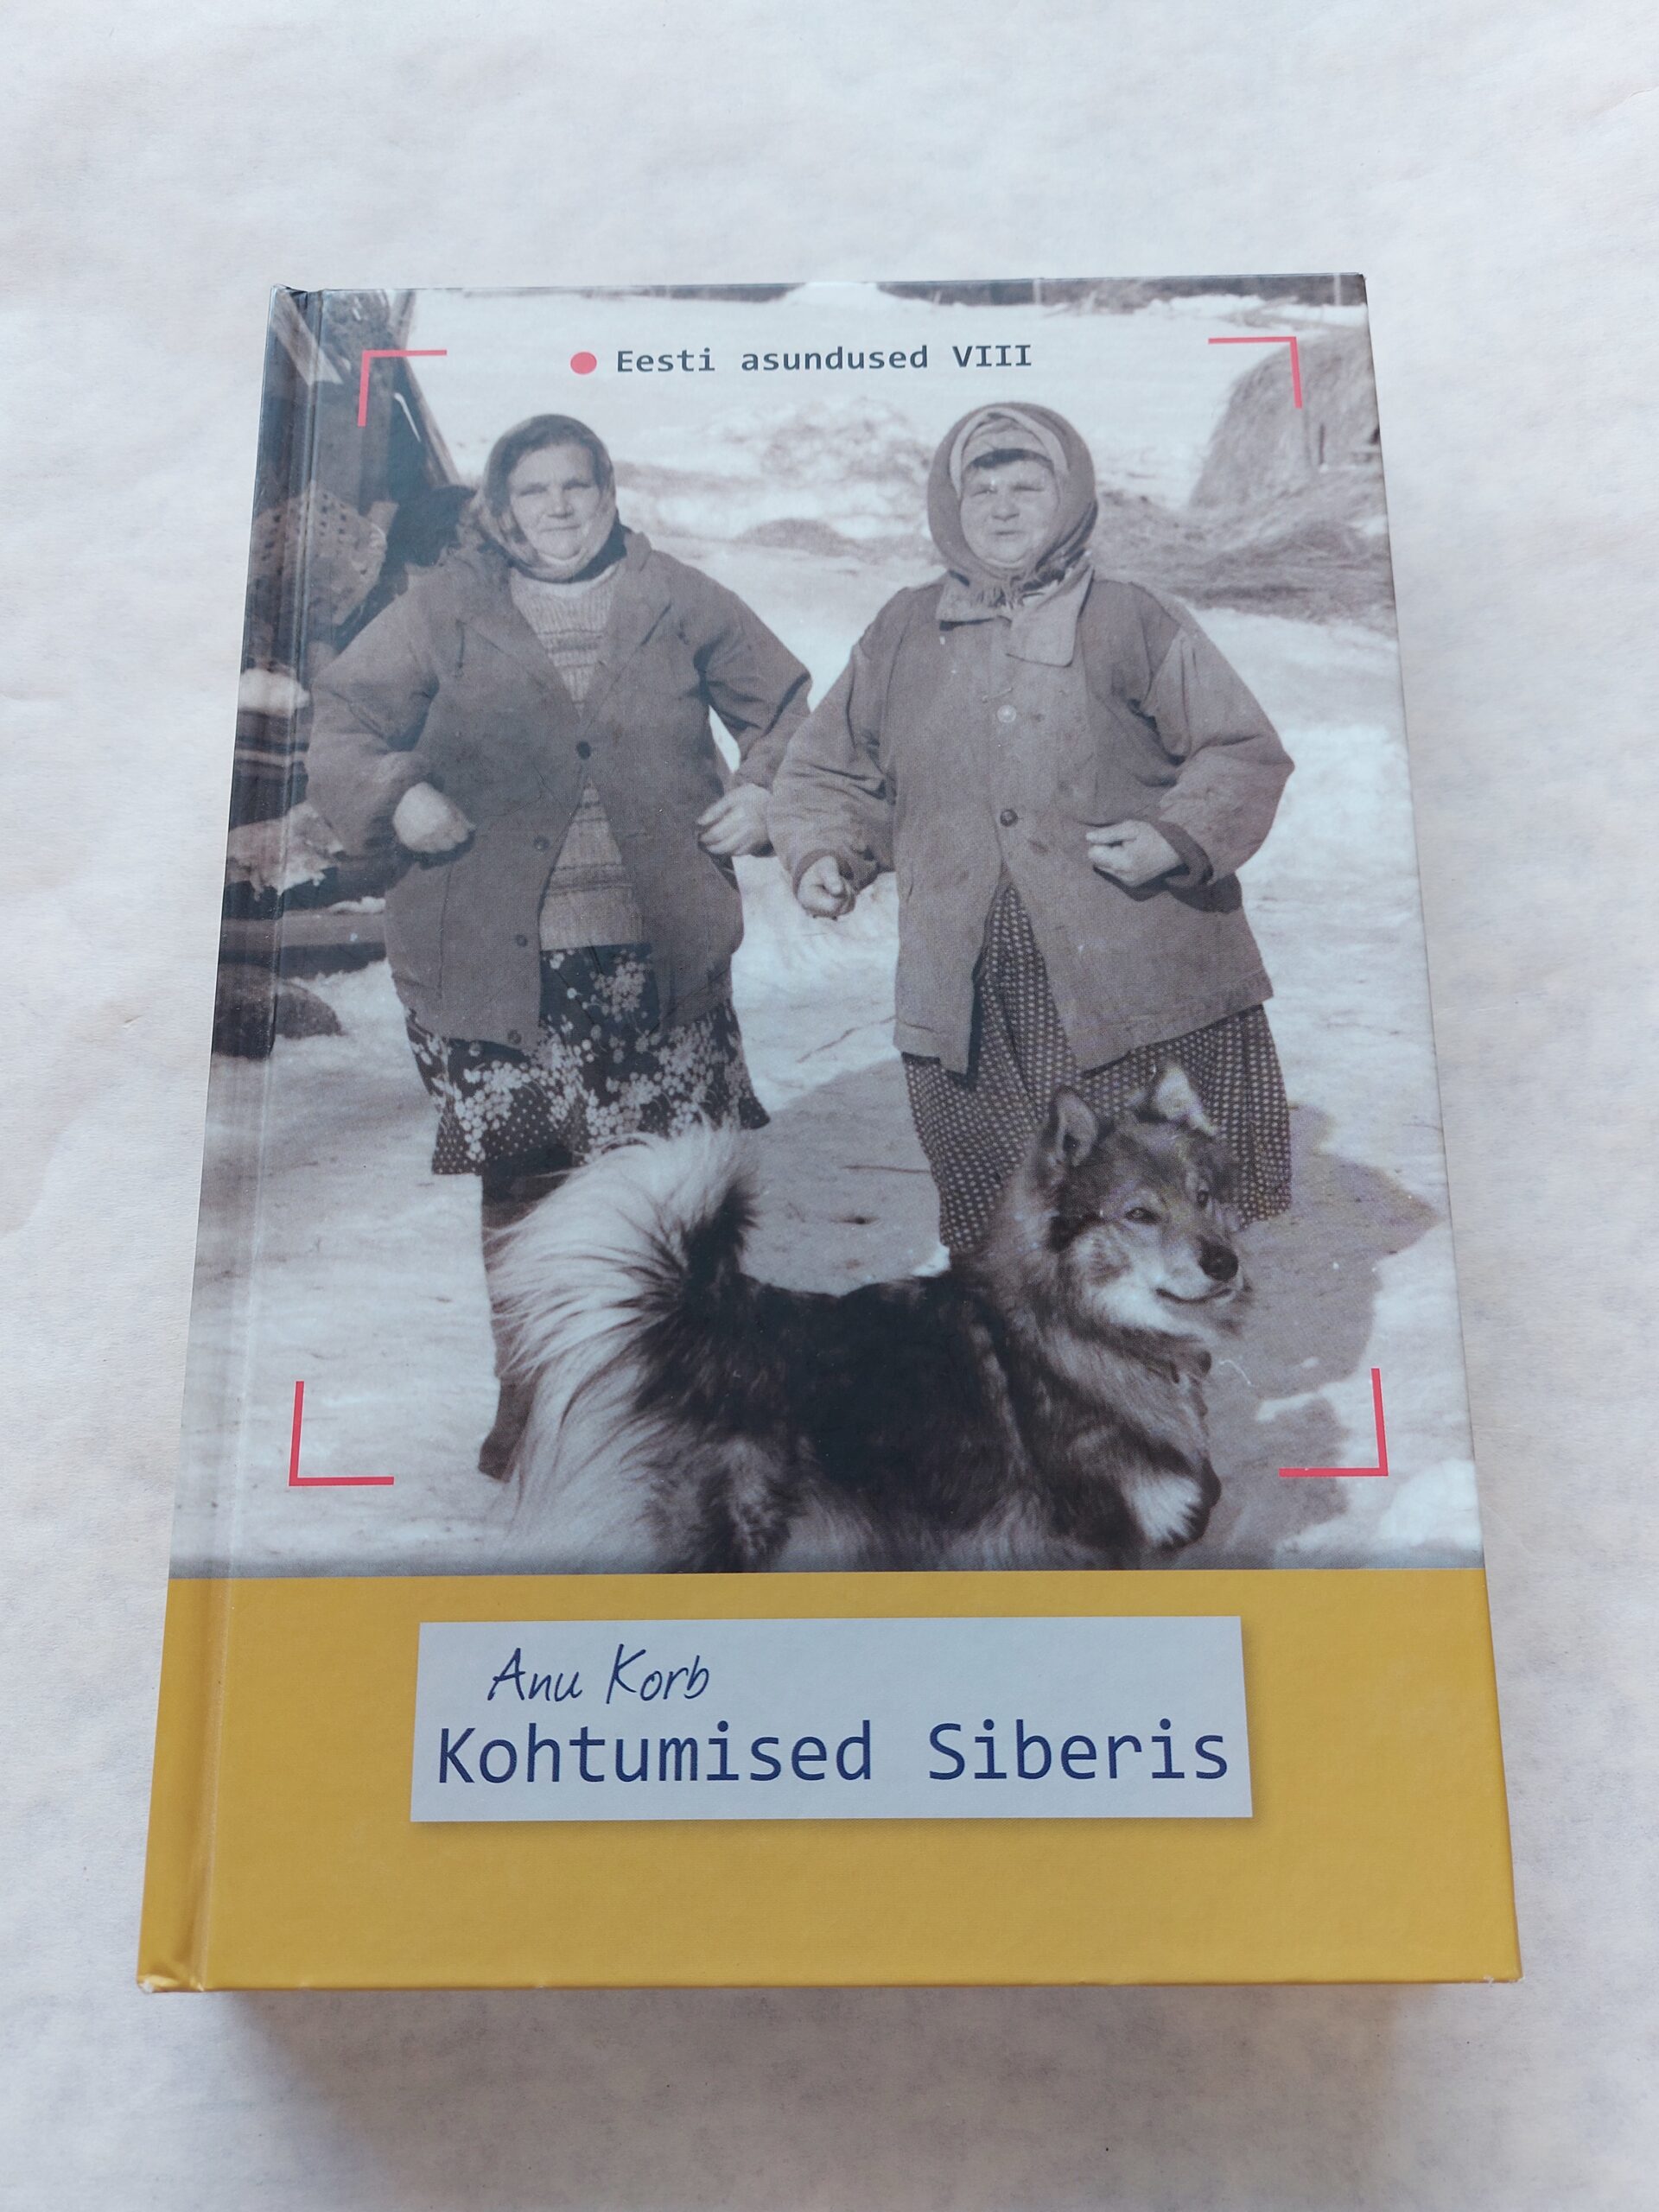 Eesti asundused VIII
Anu Korb
Kohtumised Siberis